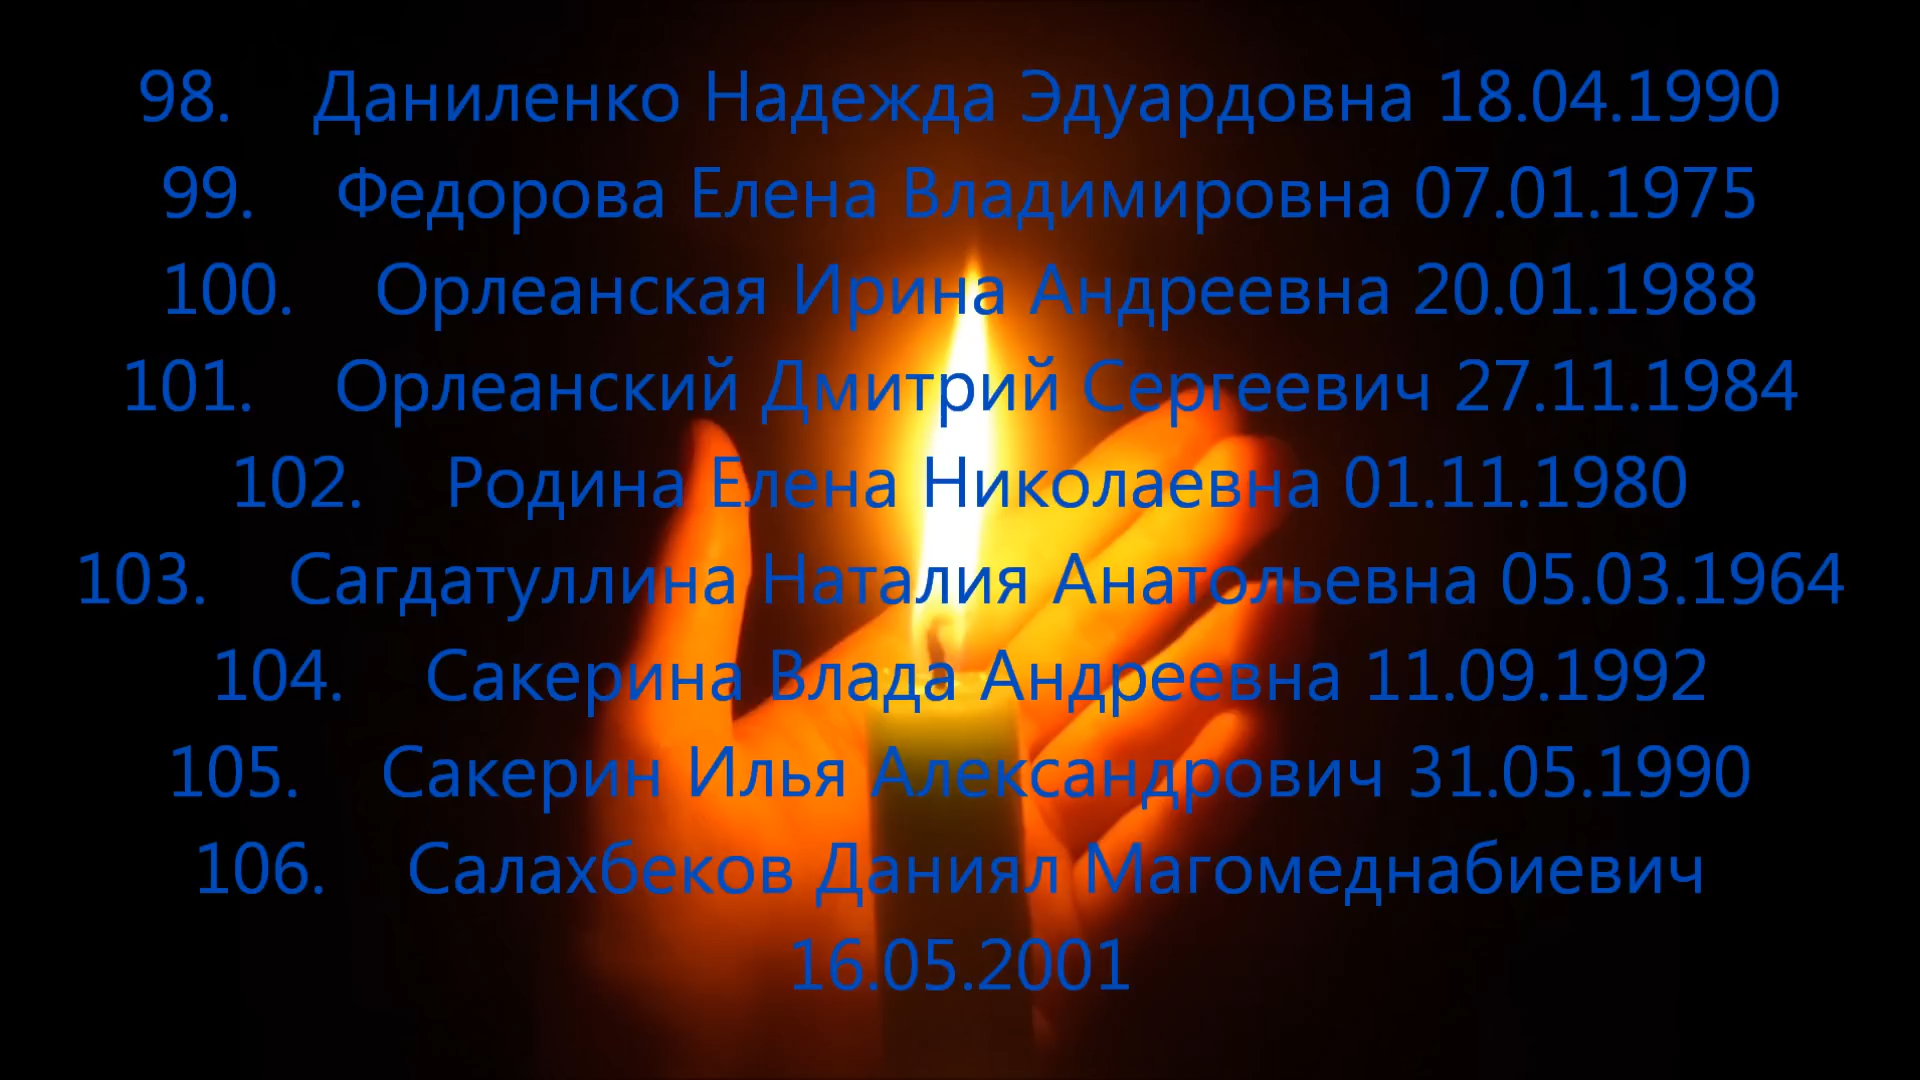 98. Даниленко Надежда Эдуардовна 18.04.1990
99. Федорова Елена Владимировна 07.01.1975
100. Орлеанская Ирина Андреевна 20.01.1988
101. Орлеанский Дмитрий Сергеевич 27.11.1984
102. Родина Елена Николаевна 01.11.1980
103. Сагдатуллина Наталия Анатольевна 05.03.1964
104. Сакерина Влада Андреевна 11.09.1992
105. Сакерин Илья Александрович 31.05.1990
106. Салахбеков Даниял Магомеднабиевич
16.05.2001